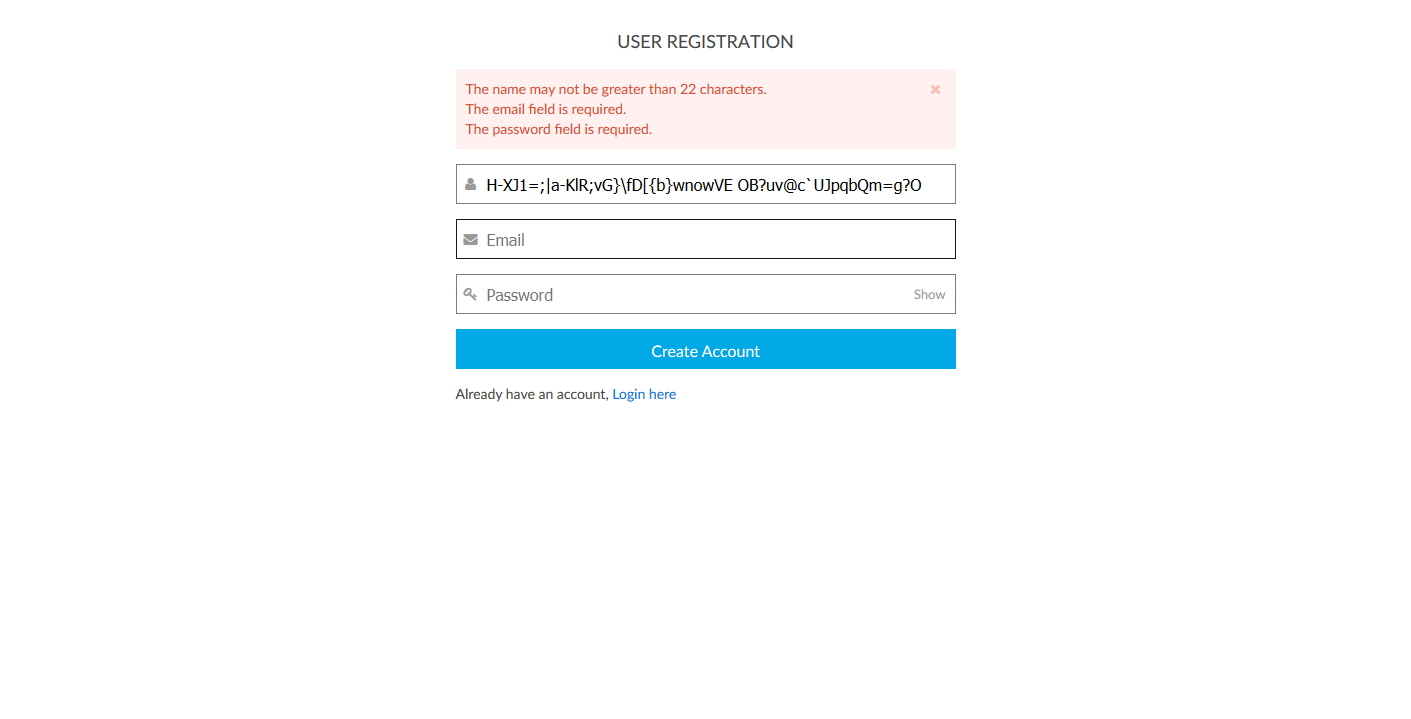 USER REGISTRATION
The name may not be greater than 22 characters.
The email field is required.
The password field is required.
H-XJ1=;|a-KlR;vG}\fD[{b}wnowVE OB?uv@c`UJpqbQm=g?O
Email
Password Show
Create Account
Already have an account, Login here